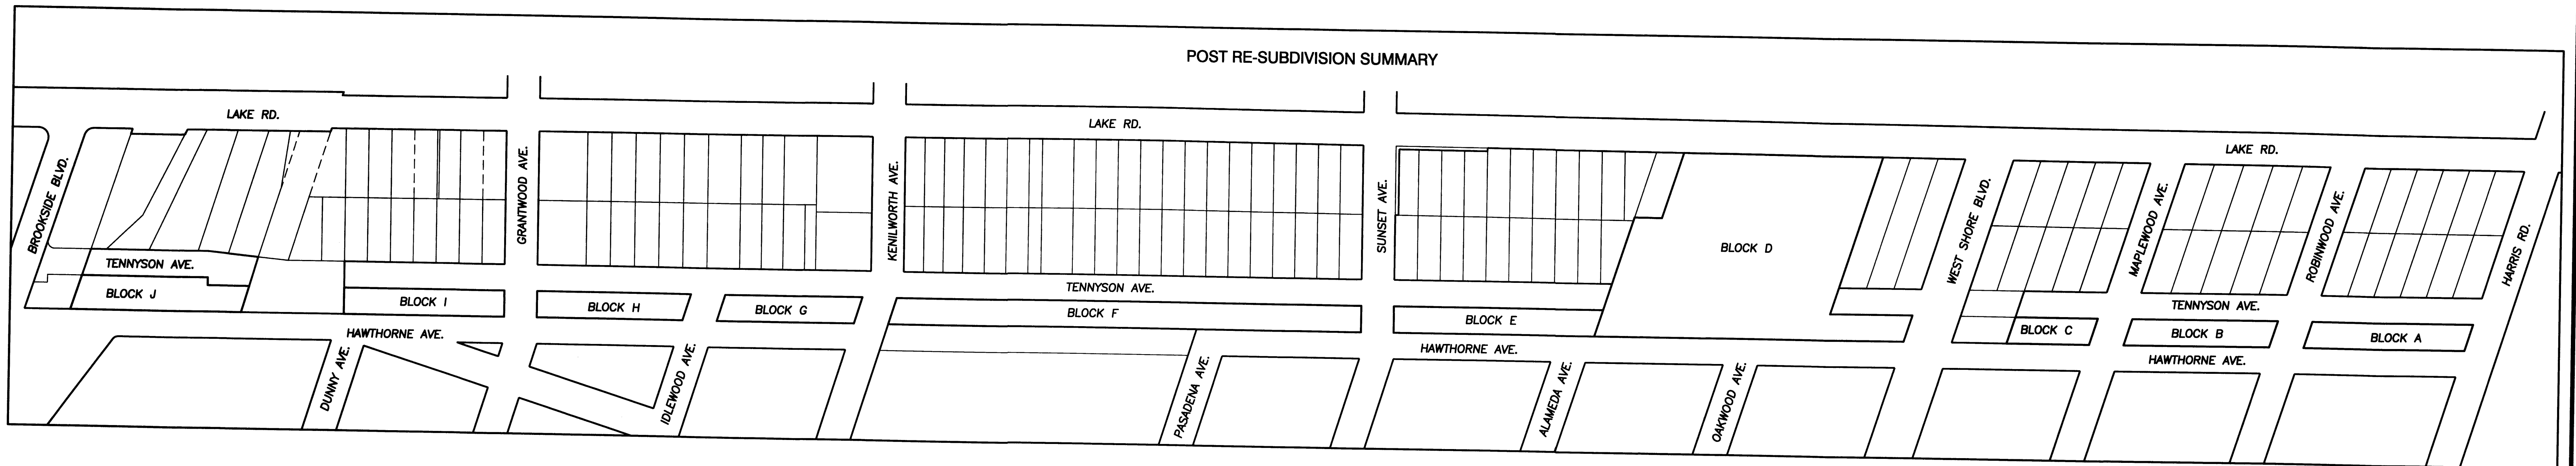 POST RE-SUBDIVISION SUMMARY
LAKE RD.
LAKE RD.
LAKE RD.
BROOKSIDE BLVD.
GRANTWOOD AVE.
KENILWORTH AVE.
SUNSET AVE.
WEST SHORE BLVD.
MAPLEWOOD AVE.
ROBINWOOD AVE.
HARRIS RD.
BLOCK D
TENNYSON AVE.
TENNYSON AVE.
TENNYSON AVE.
BLOCK J
BLOCK I
BLOCK H
BLOCK G
BLOCK F
BLOCK E
BLOCK C
BLOCK B
BLOCK A
HAWTHORNE AVE.
HAWTHORNE AVE.
HAWTHORNE AVE.
DUNNY AVE.
IDLEWOOD AVE.
PASADENA AVE.
ALAMEDA AVE.
OAKWOOD AVE.